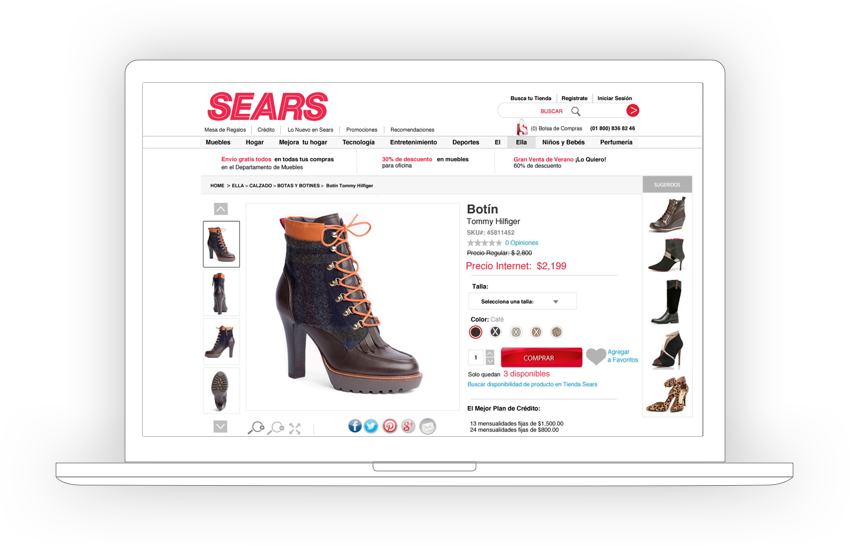 SEARS
Busca tu Tienda Regístrate Iniciar Sesión
BUSCAR
Mesa de Regalos Crédito Lo Nuevo en Sears Promociones Recomendaciones
(0) Bolsa de Compras (01 800) 836 82 46
Muebles Hogar Mejora tu hogar Tecnología Entretenimiento Deportes El Ella Niños y Bebés Perfumería
Envío gratis todos en todas tus compras
en el Departamento de Muebles
30% de descuento en muebles
para oficina
Gran Venta de Verano ¡Lo Quiero!
60% de descuento
HOME > ELLA > CALZADO > BOTAS Y BOTINES > Botín Tommy Hilfiger
SUGERIDOS
Botín
Tommy Hilfiger
SKU#: 45811452
0 Opiniones
Precio Regular: $ 2,800
Precio Internet: $2,199
Talla:
Selecciona una talla:
Color: Café
1
COMPRAR
Agregar
a Favoritos
Solo quedan 3 disponibles
Buscar disponibilidad de producto en Tienda Sears
El Mejor Plan de Crédito:
13 mensualidades fijas de $1,500.00
24 mensualidades fijas de $800.00